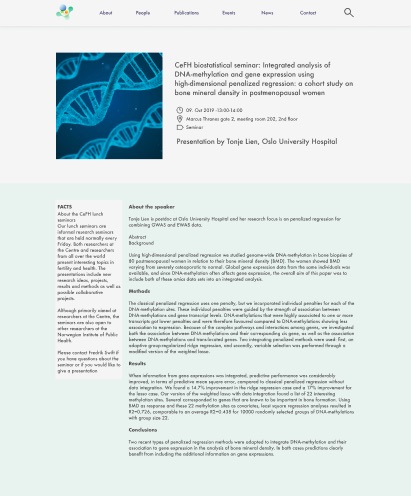 About People Publications Events News Contact
CeFH biostatistical seminar: Integrated analysis of
DNA-methylation and gene expression using
high-dimensional penalized regression: a cohort study on
bone mineral density in postmenopausal women
09. Oct 2019 -13:00-14:00
Marcus Thranes gate 2, meeting room 202, 2nd floor
Seminar
Presentation by Tonje Lien, Oslo University Hospital
FACTS
About the CeFH lunch
seminars
Our lunch seminars are
informal research seminars
that are held normally every
Friday. Both researchers at
the Centre and researchers
from all over the world
present interesting topics in
fertility and health. The
presentations include new
research ideas, projects,
results and methods as well as
possible collaborative
projects.
Although primarily aimed at
researchers at the Centre, the
seminars are also open to
other researchers at the
Norwegian Institute of Public
Health.
Please contact Fredrik Swift if
you have questions about the
seminar or if you would like to
give a presentation
About the speaker
Tonje Lien is postdoc at Oslo University Hospital and her research focus is on penalized regression for
combining GWAS and EWAS data.
Abstract
Background
Using high-dimensional penalized regression we studied genome-wide DNA-methylation in bone biopsies of
80 postmenopausal women in relation to their bone mineral density (BMD). The women showed BMD
varying from severely osteoporotic to normal. Global gene expression data from the same individuals was
available, and since DNA-methylation often affects gene expression, the overall aim of this paper was to
include both of these omics data sets into an integrated analysis.
Methods
The classical penalized regression uses one penalty, but we incorporated individual penalties for each of the
DNA-methylation sites. These individual penalties were guided by the strength of association between
DNA-methylations and gene transcript levels. DNA-methylations that were highly associated to one or more
transcripts got lower penalties and were therefore favoured compared to DNA-methylations showing less
association to expression. Because of the complex pathways and interactions among genes, we investigated
both the association between DNA-methylations and their corresponding cis gene, as well as the association
between DNA-methylations and trans-located genes. Two integrating penalized methods were used: first, an
adaptive group-regularized ridge regression, and secondly, variable selection was performed through a
modified version of the weighted lasso.
Results
When information from gene expressions was integrated, predictive performance was considerably
improved, in terms of predictive mean square error, compared to classical penalized regression without
data integration. We found a 14.7% improvement in the ridge regression case and a 17% improvement for
the lasso case. Our version of the weighted lasso with data integration found a list of 22 interesting
methylation sites. Several corresponded to genes that are known to be important in bone formation. Using
BMD as response and these 22 methylation sites as covariates, least square regression analyses resulted in
R2=0.726, comparable to an average R2=0.438 for 10000 randomly selected groups of DNA-methylations
with group size 22.
Conclusions
Two recent types of penalized regression methods were adapted to integrate DNA-methylation and their
association to gene expression in the analysis of bone mineral density. In both cases predictions clearly
benefit from including the additional information on gene expressions.